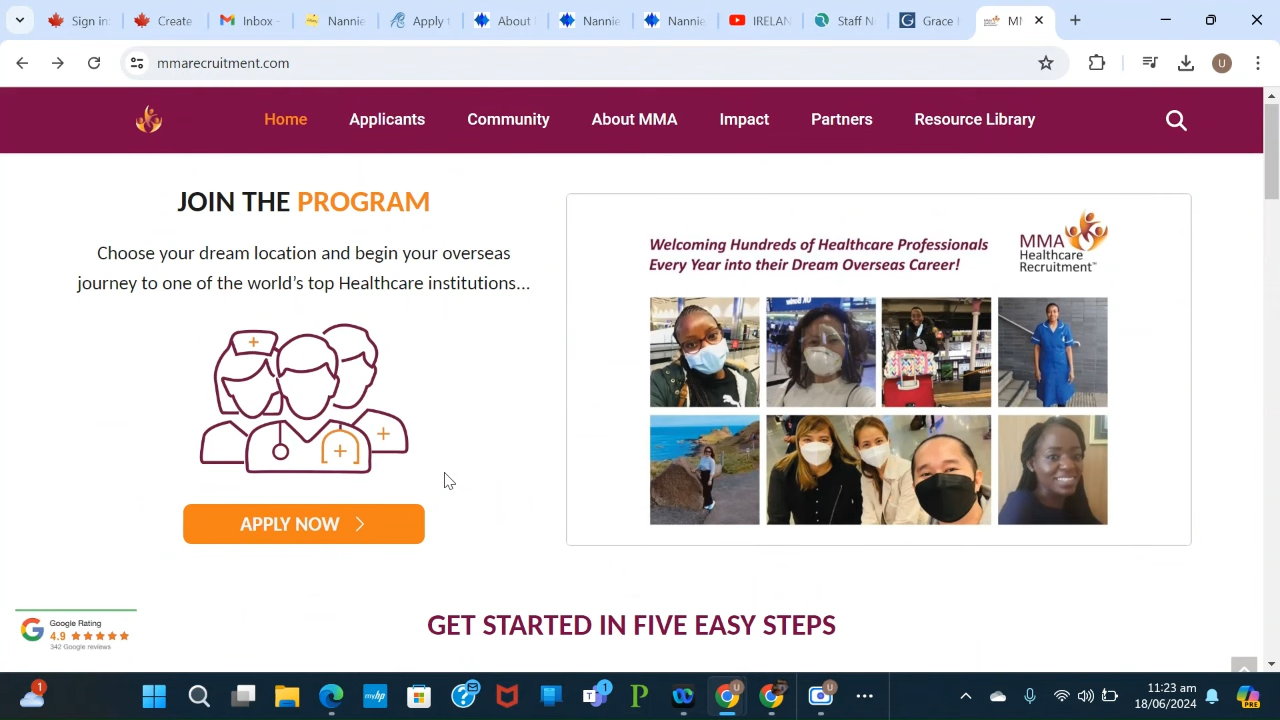 Sign in
Create
Inbox -
Nannie
Apply t
About
Nannie
Nannie
IRELAN
Staff N
Grace
MM
mmarecruitment.com
U
Home
Applicants
Community
About MMA
Impact
Partners
Resource Library
JOIN THE PROGRAM
Choose your dream location and begin your overseas
journey to one of the world's top Healthcare institutions...
APPLY NOW
Welcoming Hundreds of Healthcare Professionals
Every Year into their Dream Overseas Career!
MMA
Healthcare
Recruitment™
Google Rating
4.9
342 Google reviews
GET STARTED IN FIVE EASY STEPS
11:23 am
18/06/2024